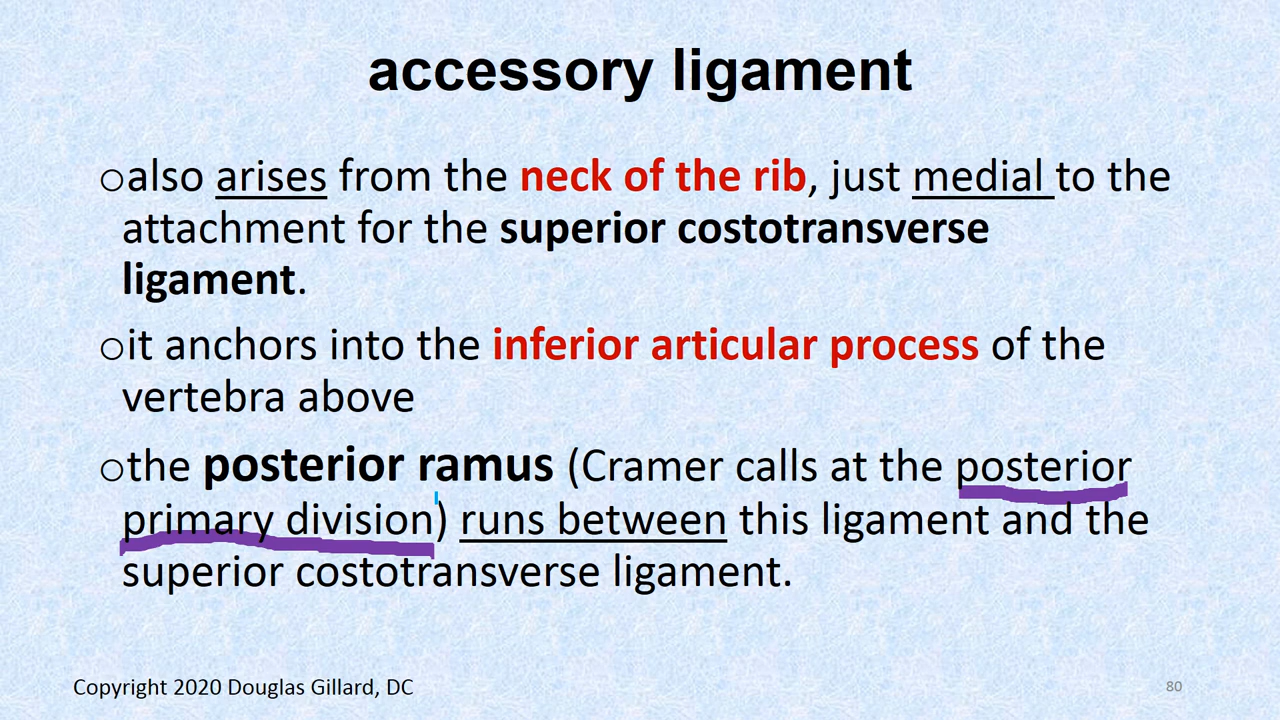 accessory ligament
○also arises from the neck of the rib, just medial to the
attachment for the superior costotransverse
ligament.
○it anchors into the inferior articular process of the
vertebra above
○the posterior ramus (Cramer calls at the posterior
primary division) runs between this ligament and the
superior costotransverse ligament.
Copyright 2020 Douglas Gillard, DC
80